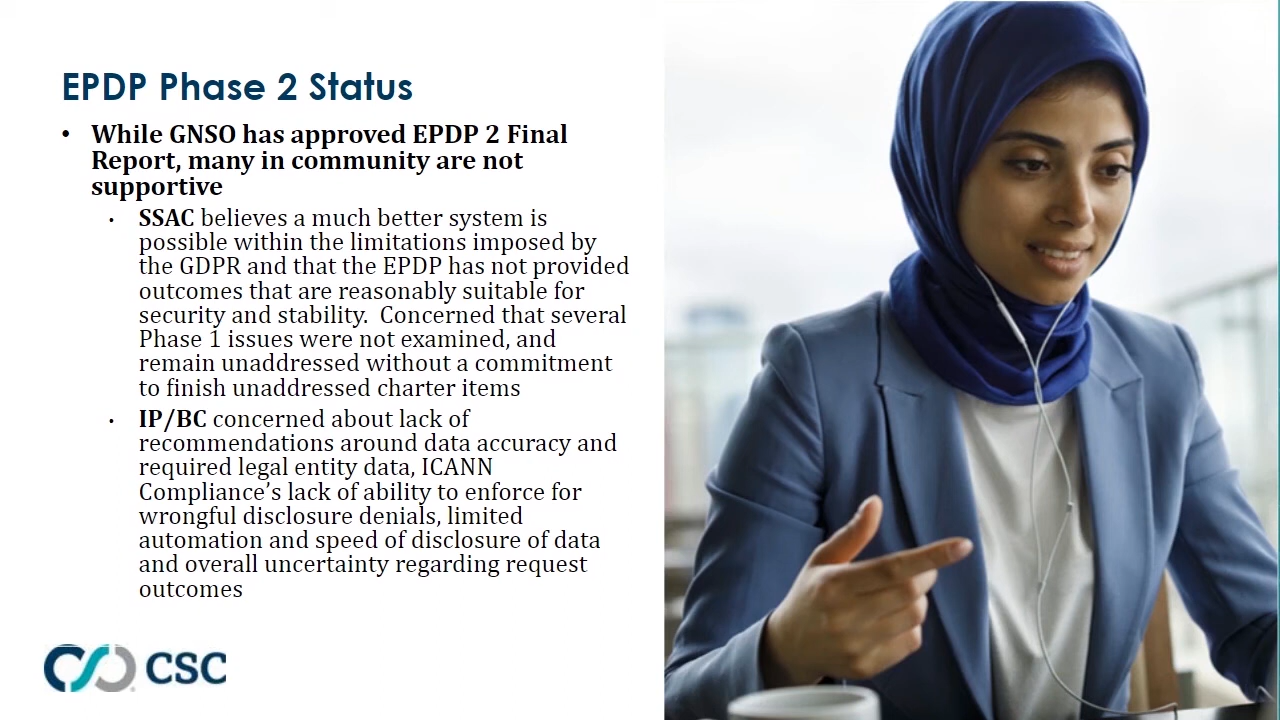 EPDP Phase 2 Status
• While GNSO has approved EPDP 2 Final
Report, many in community are not
supportive
• SSAC believes a much better system is
possible within the limitations imposed by
the GDPR and that the EPDP has not provided
outcomes that are reasonably suitable for
security and stability.  Concerned that several
Phase 1 issues were not examined, and
remain unaddressed without a commitment
to finish unaddressed charter items
• IP/BC concerned about lack of
recommendations around data accuracy and
required legal entity data, ICANN
Compliance’s lack of ability to enforce for
wrongful disclosure denials, limited
automation and speed of disclosure of data
and overall uncertainty regarding request
outcomes
CSC